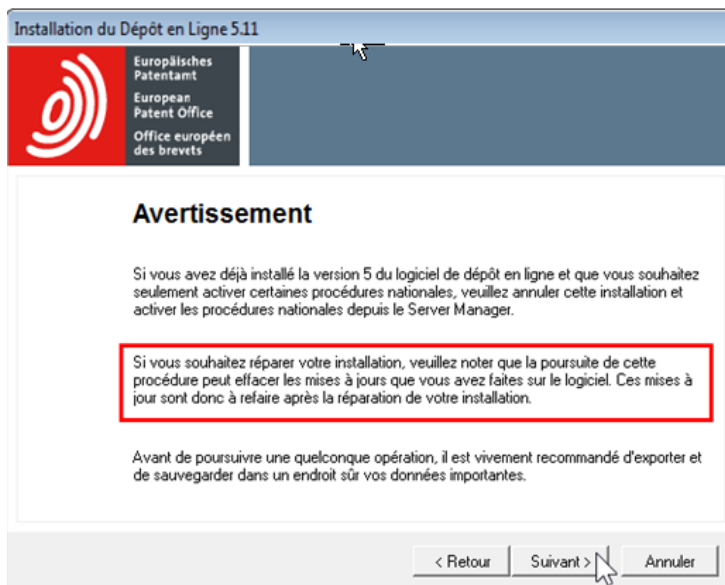 Installation du Dépôt en Ligne 5.11
Europäisches
Patentamt
European
Patent Office
Office européen
des brevets
Avertissement
Si vous avez déjà installé la version 5 du logiciel de dépôt en ligne et que vous souhaitez
seulement activer certaines procédures nationales, veuillez annuler cette installation et
activer les procédures nationales depuis le Server Manager.
Si vous souhaitez réparer votre installation, veuillez noter que la poursuite de cette
procédure peut effacer les mises à jours que vous avez faites sur le logiciel. Ces mises à
jour sont donc à refaire après la réparation de votre installation.
Avant de poursuivre une quelconque opération, il est vivement recommandé d'exporter et
de sauvegarder dans un endroit sûr vos données importantes.
< Retour
Suivant >
Annuler